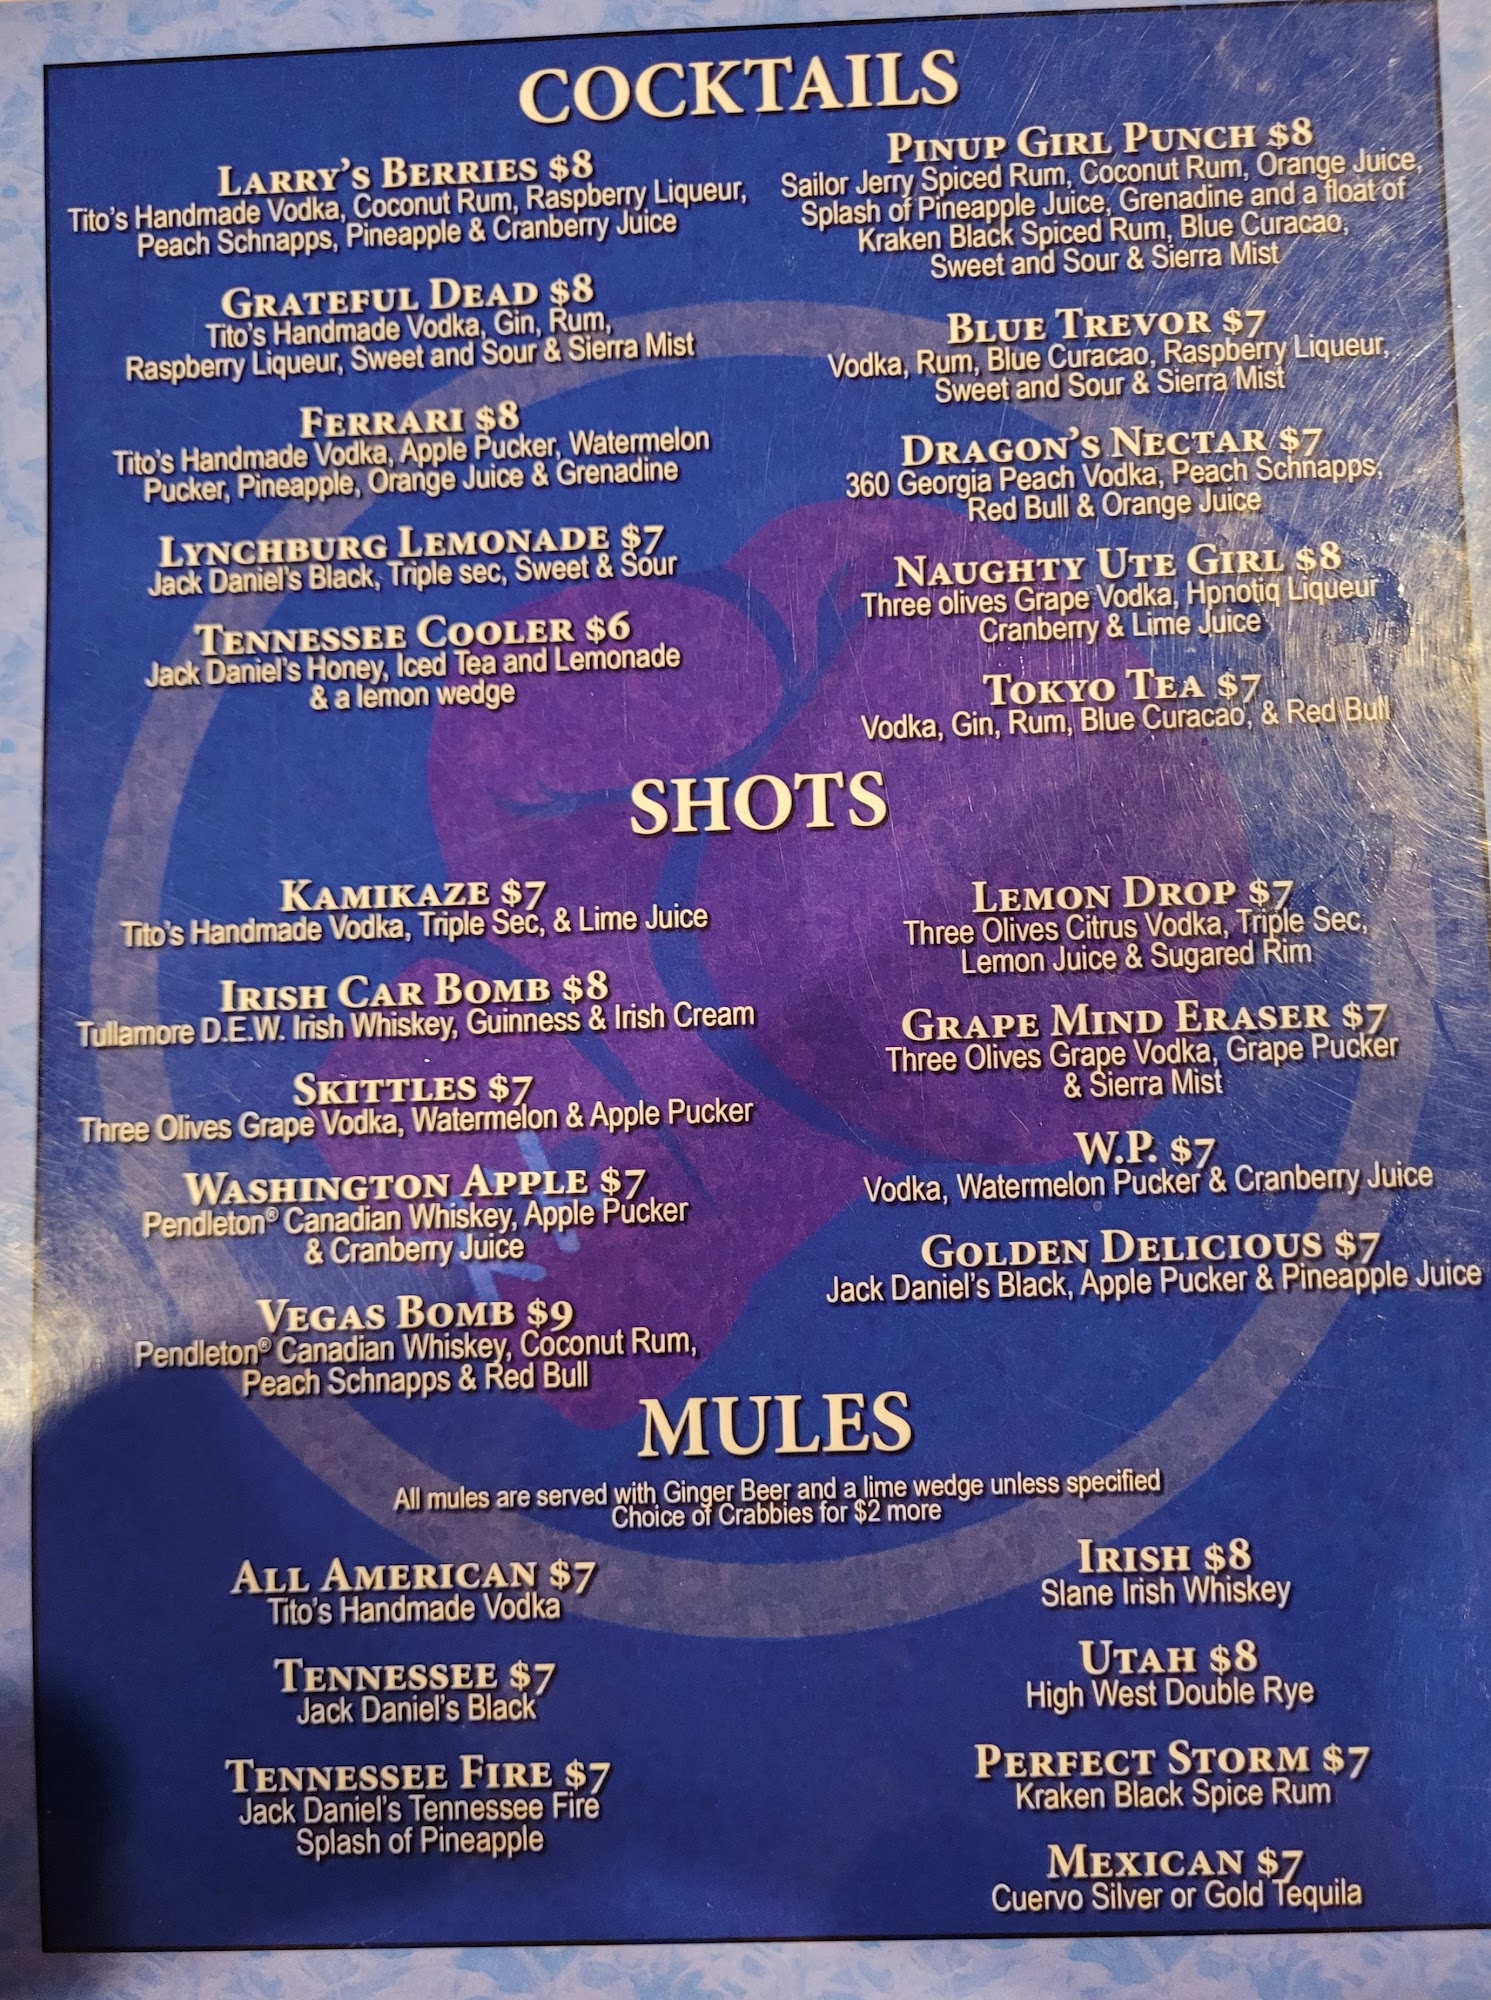 COCKTAILS
LARRY'S BERRIES $8
Tito's Handmade Vodka, Coconut Rum, Raspberry Liqueur,
Peach Schnapps, Pineapple & Cranberry Juice
GRATEFUL DEAD $8
Tito's Handmade Vodka, Gin, Rum,
Raspberry Liqueur, Sweet and Sour & Sierra Mist
FERRARI $8
Tito's Handmade Vodka, Apple Pucker, Watermelon
Pucker, Pineapple, Orange Juice & Grenadine
LYNCHBURG LEMONADE $7
Jack Daniel's Black, Triple sec, Sweet & Sour
TENNESSEE COOLER $6
Jack Daniel's Honey, Iced Tea and Lemonade
& a lemon wedge
PINUP GIRL PUNCH $8
Sailor Jerry Spiced Rum, Coconut Rum, Orange Juice,
Splash of Pineapple Juice, Grenadine and a float of
Kraken Black Spiced Rum, Blue Curacao,
Sweet and Sour & Sierra Mist
BLUE TREVOR $7
Vodka, Rum, Blue Curacao, Raspberry Liqueur,
Sweet and Sour & Sierra Mist
DRAGON'S NECTAR $7
360 Georgia Peach Vodka, Peach Schnapps,
Red Bull & Orange Juice
NAUGHTY UTE GIRL $8
Three olives Grape Vodka, Hpnotiq Liqueur
Cranberry & Lime Juice
TOKYO TEA $7
Vodka, Gin, Rum, Blue Curacao, & Red Bull
SHOTS
KAMIKAZE $7
Tito's Handmade Vodka, Triple Sec, & Lime Juice
IRISH CAR BOMB $8
Tullamore D.E.W. Irish Whiskey, Guinness & Irish Cream
SKITTLES $7
Three Olives Grape Vodka, Watermelon & Apple Pucker
WASHINGTON APPLE $7
Pendleton® Canadian Whiskey, Apple Pucker
& Cranberry Juice
VEGAS BOMB $9
Pendleton® Canadian Whiskey, Coconut Rum,
Peach Schnapps & Red Bull
LEMON DROP $7
Three Olives Citrus Vodka, Triple Sec,
Lemon Juice & Sugared Rim
GRAPE MIND ERASER $7
Three Olives Grape Vodka, Grape Pucker
& Sierra Mist
W.P. $7
Vodka, Watermelon Pucker & Cranberry Juice
GOLDEN DELICIOUS $7
Jack Daniel's Black, Apple Pucker & Pineapple Juice
MULES
All mules are served with Ginger Beer and a lime wedge unless specified
Choice of Crabbies for $2 more
ALL AMERICAN $7
Tito's Handmade Vodka
TENNESSEE $7
Jack Daniel's Black
TENNESSEE FIRE $7
Jack Daniel's Tennessee Fire
Splash of Pineapple
IRISH $8
Slane Irish Whiskey
UTAH $8
High West Double Rye
PERFECT STORM $7
Kraken Black Spice Rum
MEXICAN $7
Cuervo Silver or Gold Tequila